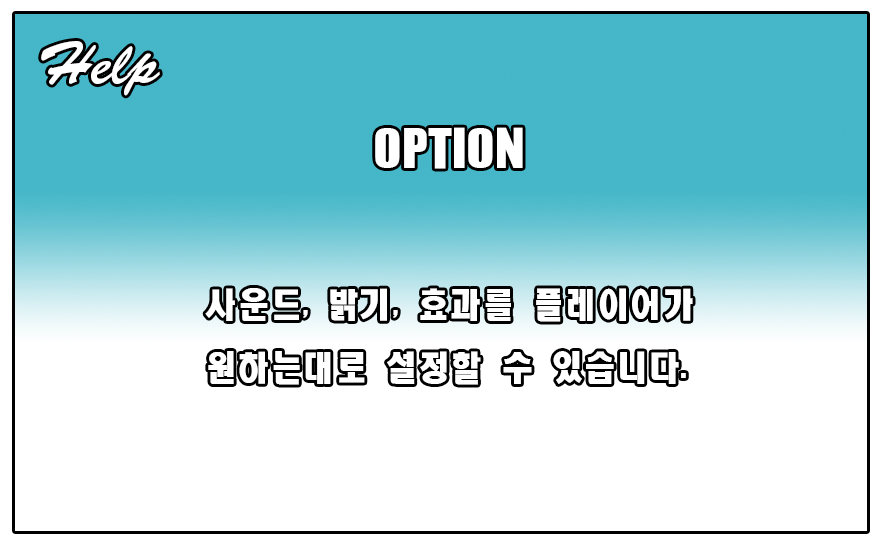 Help
OPTION
사운드, 밝기, 효과를 플레이어가
원하는대로 설정할 수 있습니다.